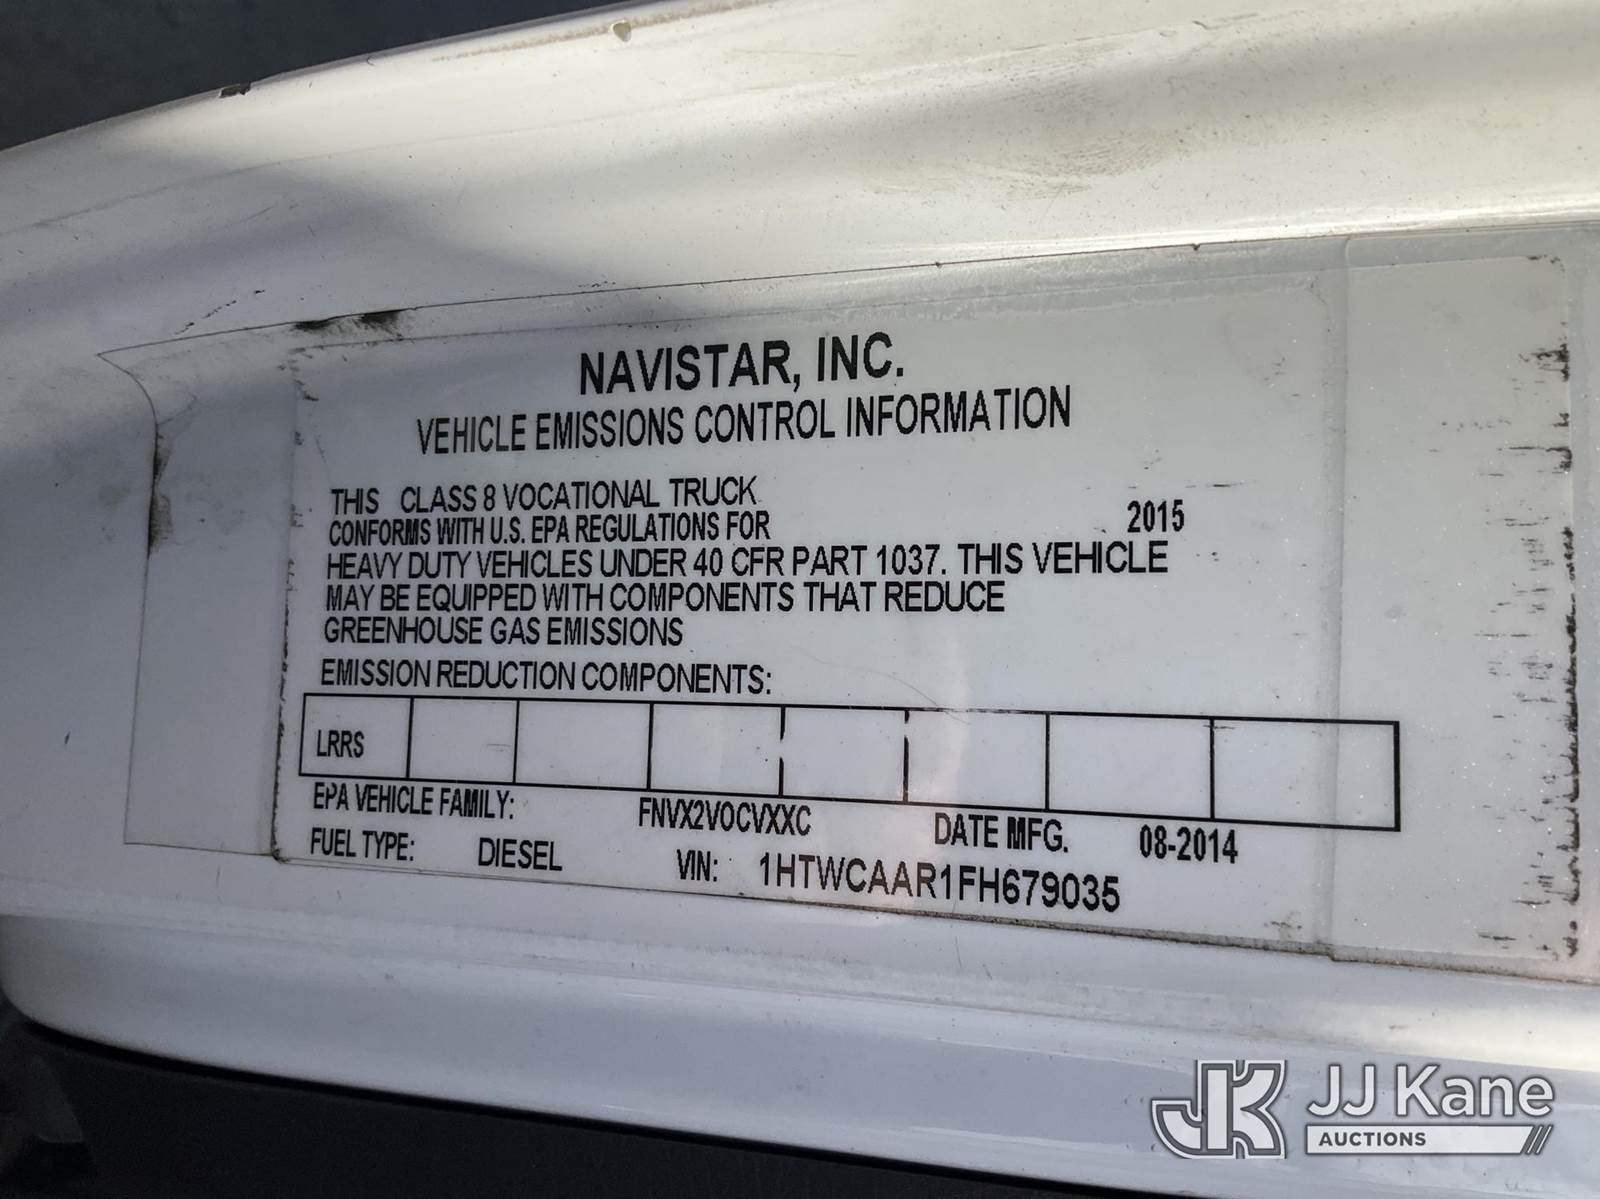 NAVISTAR, INC.
VEHICLE EMISSIONS CONTROL INFORMATION
THIS CLASS 8 VOCATIONAL TRUCK
CONFORMS WITH U.S. EPA REGULATIONS FOR 2015
HEAVY DUTY VEHICLES UNDER 40 CFR PART 1037. THIS VEHICLE
MAY BE EQUIPPED WITH COMPONENTS THAT REDUCE
GREENHOUSE GAS EMISSIONS
EMISSION REDUCTION COMPONENTS:
LRRS
EPA VEHICLE FAMILY: FNVX2VOCVXXC DATE MFG. 08-2014
FUEL TYPE: DIESEL VIN: 1HTWCAAR1FH679035
JK JJ Kane
AUCTIONS